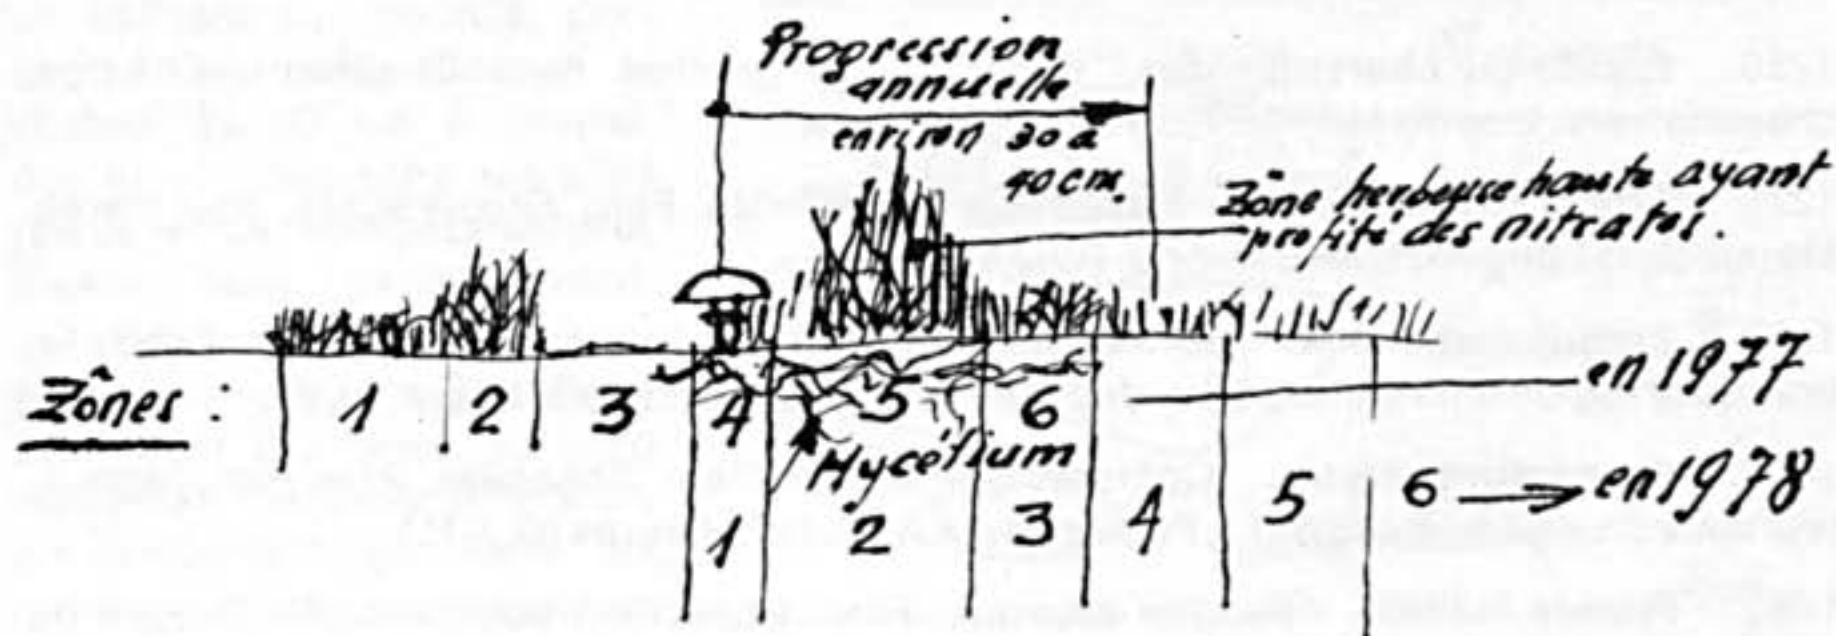 Progression
annuelle
environ 30 à
40 cm.
Zône herbeuse haute ayant
profité des nitrates.
Zônes : 1 2 3 4 5 6 en 1977
Mycélium
1 2 3 4 5 6 → en 1978